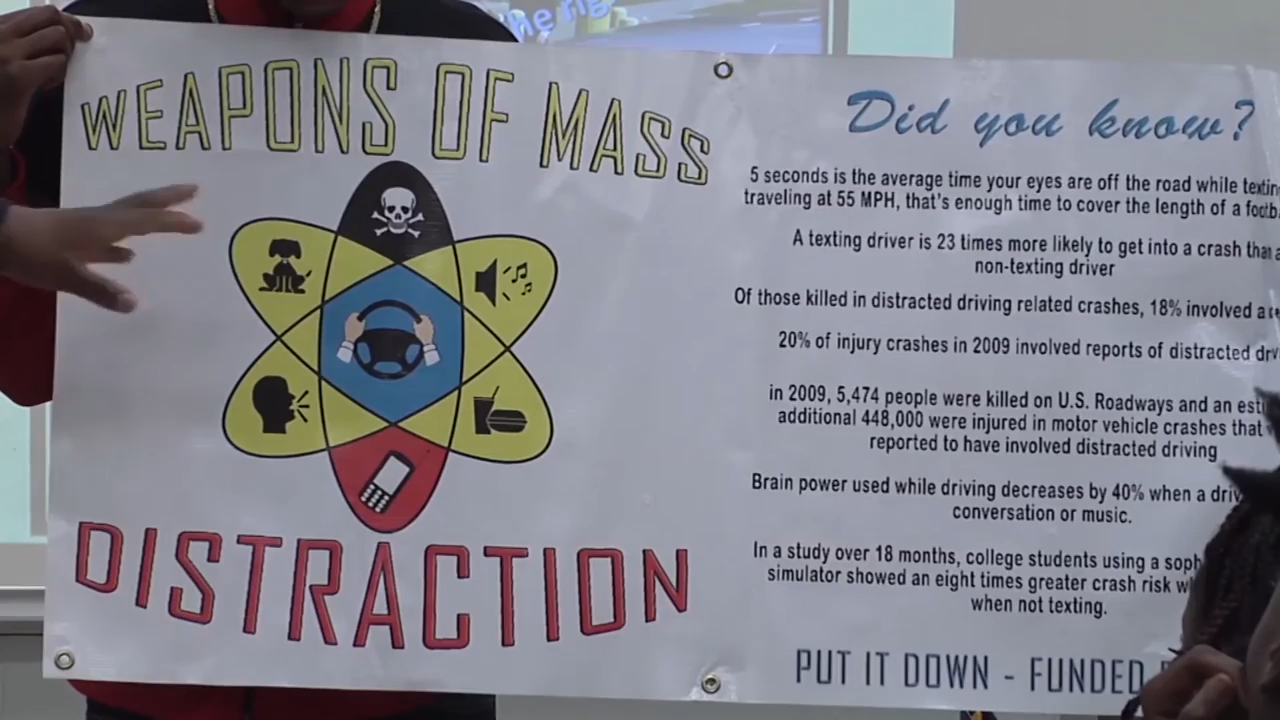 he rig
WEAPONS OF MASS
DISTRACTION
Did you know?
5 seconds is the average time your eyes are off the road while textin
traveling at 55 MPH, that's enough time to cover the length of a footb
A texting driver is 23 times more likely to get into a crash than a
non-texting driver
Of those killed in distracted driving related crashes, 18% involved a
20% of injury crashes in 2009 involved reports of distracted driv
in 2009, 5,474 people were killed on U.S. Roadways and an esti
additional 448,000 were injured in motor vehicle crashes that
reported to have involved distracted driving
Brain power used while driving decreases by 40% when a driv
conversation or music.
In a study over 18 months, college students using a soph
simulator showed an eight times greater crash risk w
when not texting.
PUT IT DOWN - FUNDED